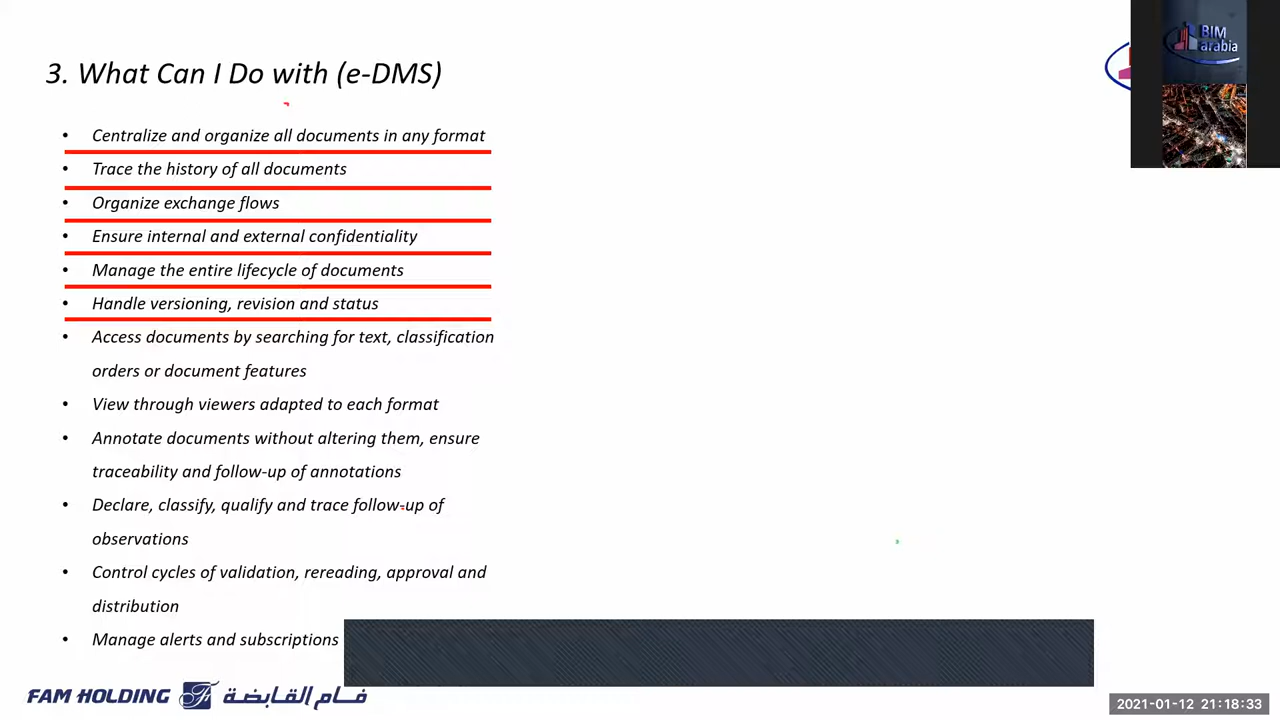 BIM
arabia
3. What Can I Do with (e-DMS)
• Centralize and organize all documents in any format
• Trace the history of all documents
• Organize exchange flows
• Ensure internal and external confidentiality
• Manage the entire lifecycle of documents
• Handle versioning, revision and status
• Access documents by searching for text, classification
orders or document features
• View through viewers adapted to each format
• Annotate documents without altering them, ensure
traceability and follow-up of annotations
• Declare, classify, qualify and trace follow-up of
observations
• Control cycles of validation, rereading, approval and
distribution
• Manage alerts and subscriptions
FAM HOLDING فام القابضة
2021-01-12 21:18:33